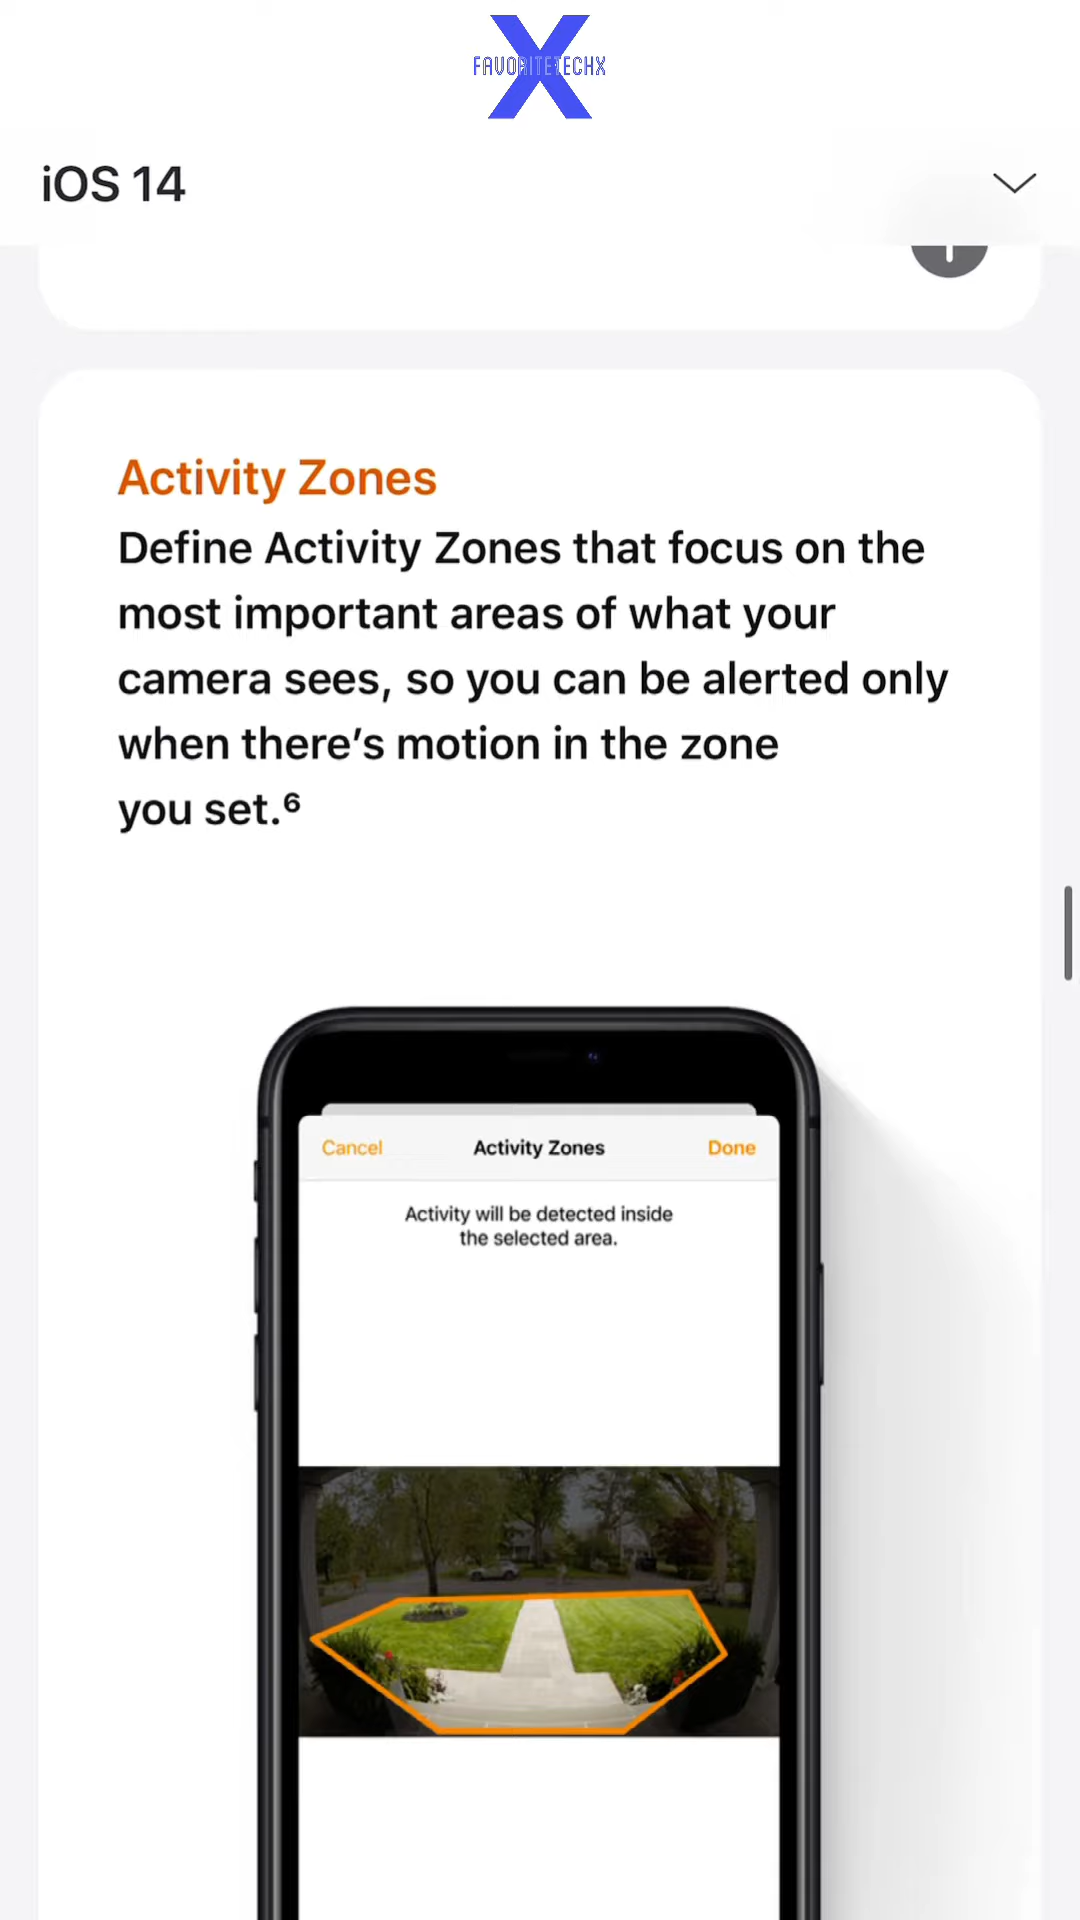 FAVORITETECHX
iOS 14
Activity Zones
Define Activity Zones that focus on the
most important areas of what your
camera sees, so you can be alerted only
when there’s motion in the zone
you set.⁶
Cancel
Activity Zones
Done
Activity will be detected inside
the selected area.